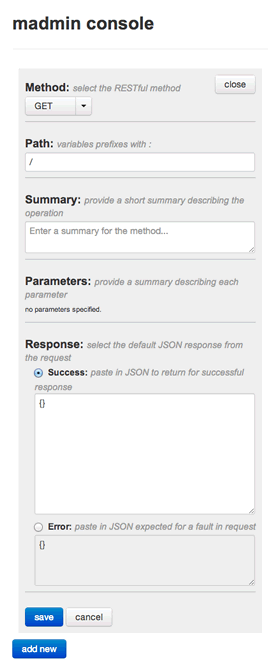 madmin console
Method: select the RESTful method
close
GET
Path: variables prefixes with :
/
Summary: provide a short summary describing the
operation
Enter a summary for the method...
Parameters: provide a summary describing each
parameter
no parameters specified.
Response: select the default JSON response from
the request
Success: paste in JSON to return for successful
response
{}
Error: paste in JSON expected for a fault in request
{}
save
cancel
add new